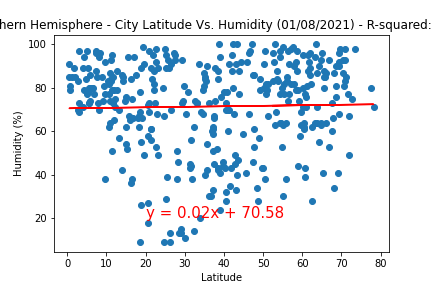 hern Hemisphere - City Latitude Vs. Humidity (01/08/2021) - R-squared:
100
80
60
40
20
Humidity (%)
y = 0.02x + 70.58
0 10 20 30 40 50 60 70 80
Latitude